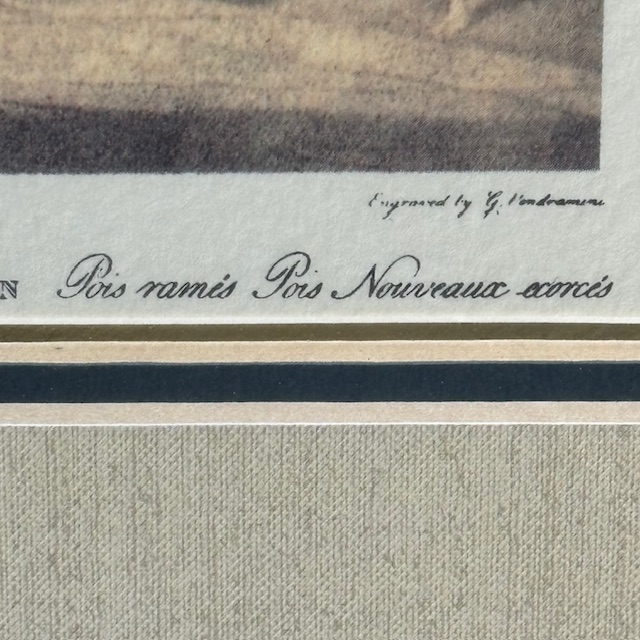 Engraved by G. Vendramini
N Pois ramés Pois Nouveaux ecorcés